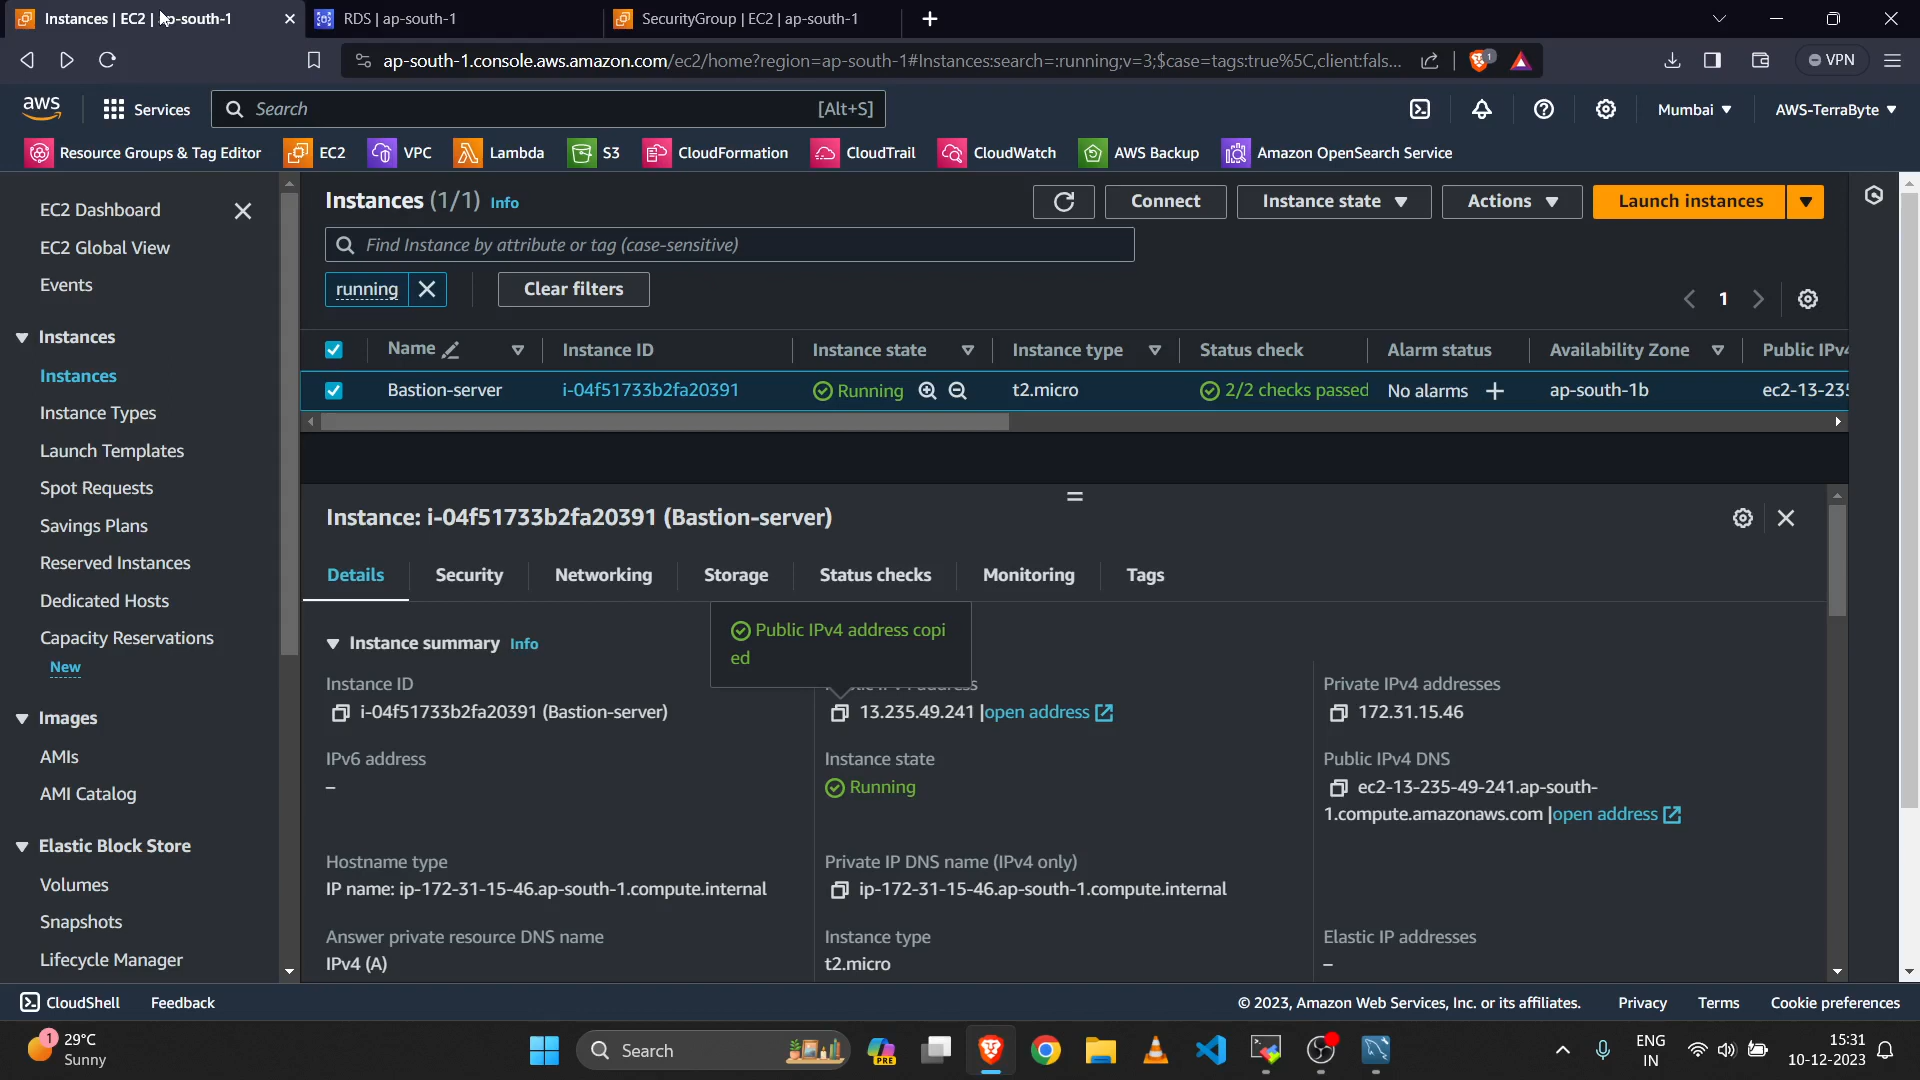 Instances | EC2 | ap-south-1
RDS | ap-south-1
SecurityGroup | EC2 | ap-south-1
ap-south-1.console.aws.amazon.com/ec2/home?region=ap-south-1#Instances:search=:running;v=3;$case=tags:true%5C,client:fals...
1
VPN
aws
Services
Search
[Alt+S]
Mumbai
AWS-TerraByte
Resource Groups & Tag Editor
EC2
VPC
Lambda
S3
CloudFormation
CloudTrail
CloudWatch
AWS Backup
Amazon OpenSearch Service
EC2 Dashboard
EC2 Global View
Events
Instances
Instances
Instance Types
Launch Templates
Spot Requests
Savings Plans
Reserved Instances
Dedicated Hosts
Capacity Reservations
New
Images
AMIs
AMI Catalog
Elastic Block Store
Volumes
Snapshots
Lifecycle Manager
Instances (1/1) Info
Connect
Instance state
Actions
Launch instances
Find Instance by attribute or tag (case-sensitive)
running
Clear filters
1
Name
Instance ID
Instance state
Instance type
Status check
Alarm status
Availability Zone
Public IPv4
Bastion-server
i-04f51733b2fa20391
Running
t2.micro
2/2 checks passed
No alarms
ap-south-1b
ec2-13-235
Instance: i-04f51733b2fa20391 (Bastion-server)
Details
Security
Networking
Storage
Status checks
Monitoring
Tags
Public IPv4 address copi
ed
Instance summary Info
Instance ID
i-04f51733b2fa20391 (Bastion-server)
13.235.49.241 |open address
Private IPv4 addresses
172.31.15.46
IPv6 address
–
Instance state
Running
Public IPv4 DNS
ec2-13-235-49-241.ap-south-
1.compute.amazonaws.com |open address
Hostname type
IP name: ip-172-31-15-46.ap-south-1.compute.internal
Private IP DNS name (IPv4 only)
ip-172-31-15-46.ap-south-1.compute.internal
Answer private resource DNS name
IPv4 (A)
Instance type
t2.micro
Elastic IP addresses
–
CloudShell
Feedback
© 2023, Amazon Web Services, Inc. or its affiliates.
Privacy
Terms
Cookie preferences
1
29°C
Sunny
Search
PRE
ENG
IN
15:31
10-12-2023